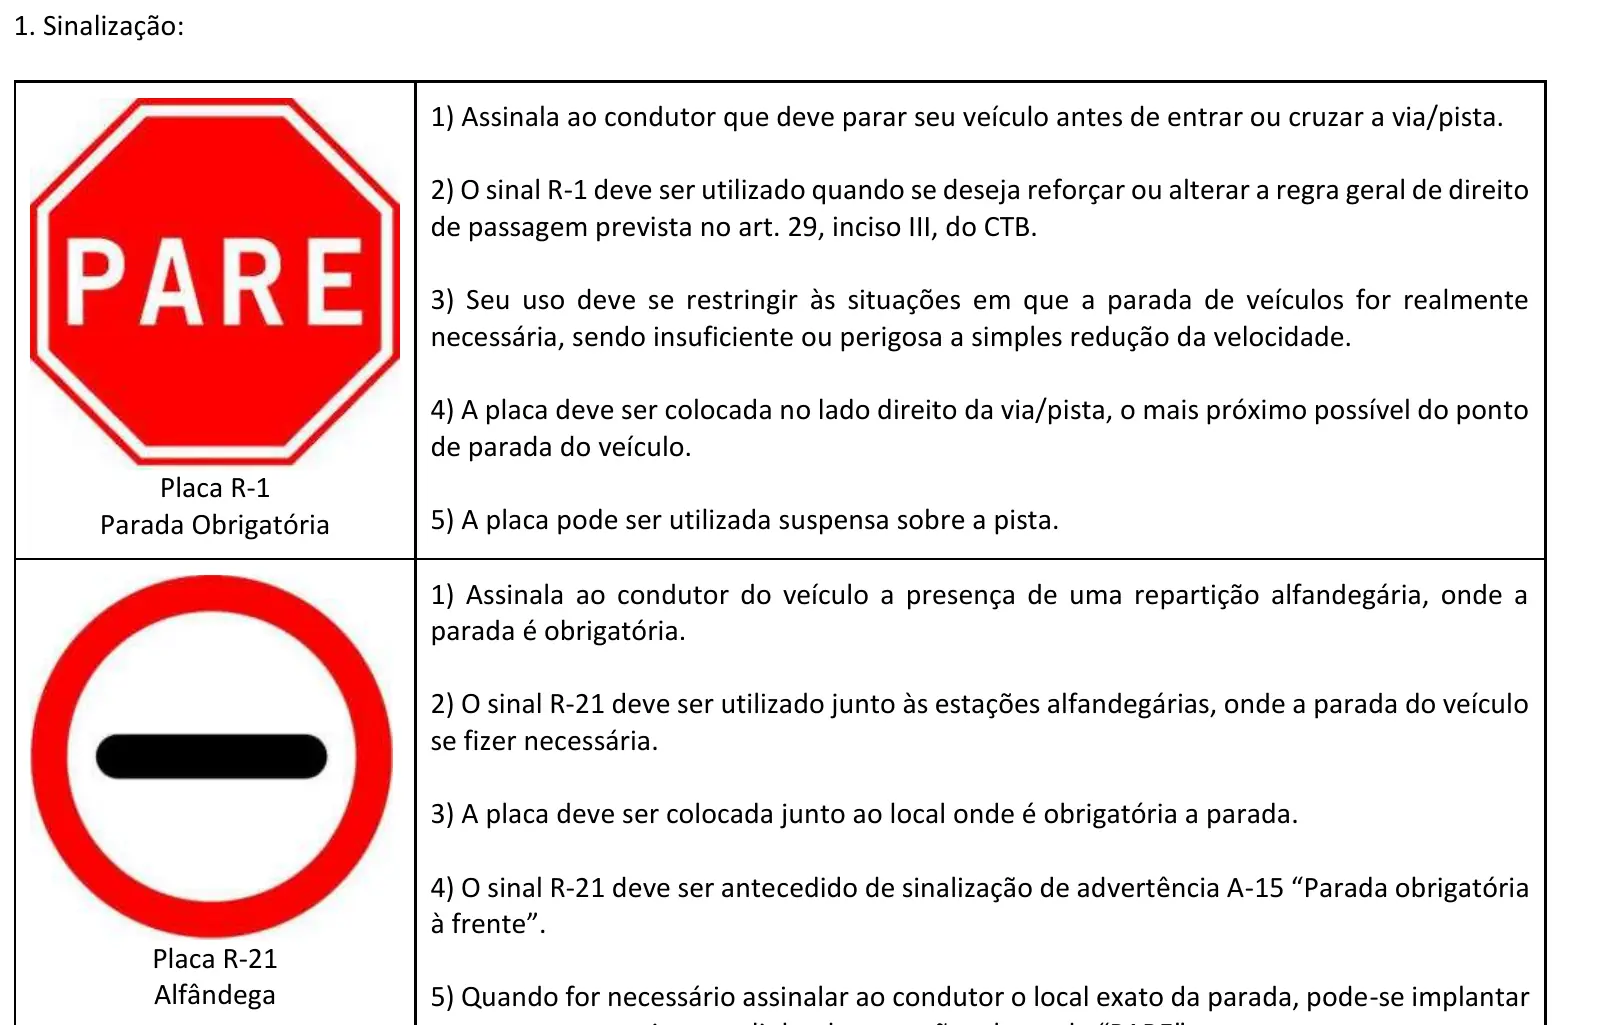 1. Sinalização:
PARE
Placa R-1
Parada Obrigatória
1) Assinala ao condutor que deve parar seu veículo antes de entrar ou cruzar a via/pista.
2) O sinal R-1 deve ser utilizado quando se deseja reforçar ou alterar a regra geral de direito
de passagem prevista no art. 29, inciso III, do CTB.
3) Seu uso deve se restringir às situações em que a parada de veículos for realmente
necessária, sendo insuficiente ou perigosa a simples redução da velocidade.
4) A placa deve ser colocada no lado direito da via/pista, o mais próximo possível do ponto
de parada do veículo.
5) A placa pode ser utilizada suspensa sobre a pista.
Placa R-21
Alfândega
1) Assinala ao condutor do veículo a presença de uma repartição alfandegária, onde a
parada é obrigatória.
2) O sinal R-21 deve ser utilizado junto às estações alfandegárias, onde a parada do veículo
se fizer necessária.
3) A placa deve ser colocada junto ao local onde é obrigatória a parada.
4) O sinal R-21 deve ser antecedido de sinalização de advertência A-15 “Parada obrigatória
à frente”.
5) Quando for necessário assinalar ao condutor o local exato da parada, pode-se implantar
“PARE”